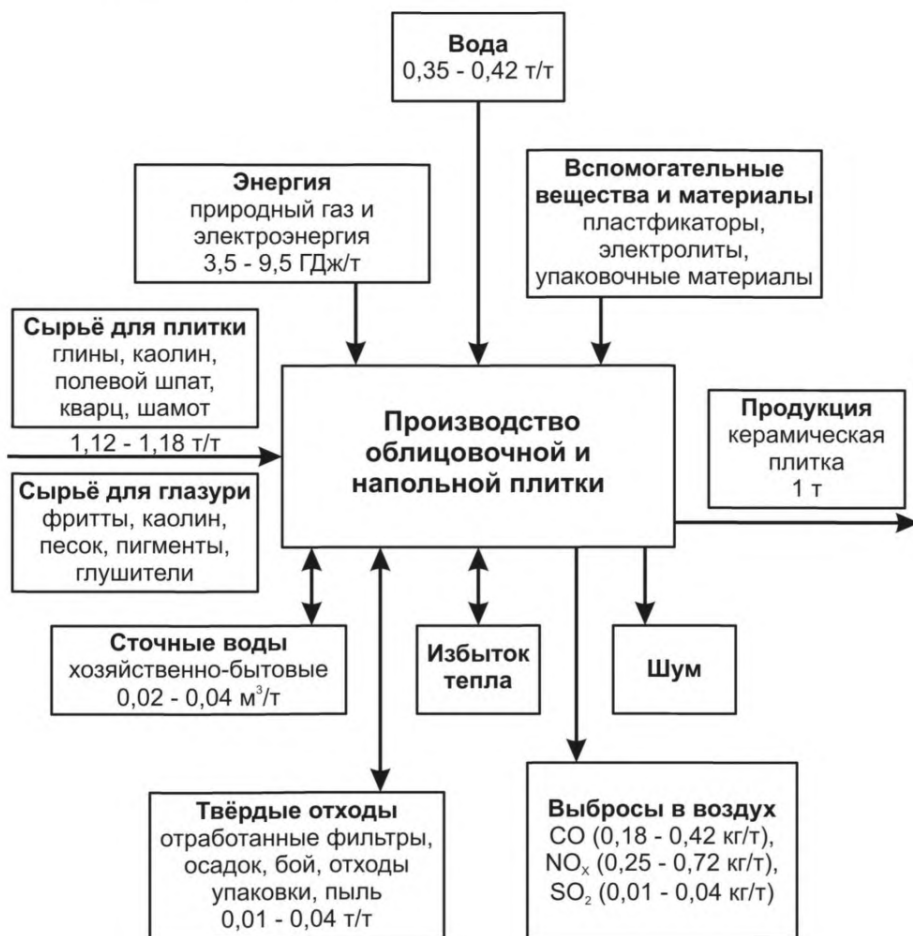 Вода
0,35 - 0,42 т/т
Энергия
природный газ и
электроэнергия
3,5 - 9,5 ГДж/т
Вспомогательные
вещества и материалы
пластфикаторы,
электролиты,
упаковочные материалы
Сырьё для плитки
глины, каолин,
полевой шпат,
кварц, шамот
1,12 - 1,18 т/т
Сырьё для глазури
фритты, каолин,
песок, пигменты,
глушители
Производство
облицовочной и
напольной плитки
Продукция
керамическая
плитка
1 т
Сточные воды
хозяйственно-бытовые
0,02 - 0,04 м³/т
Избыток
тепла
Шум
Твёрдые отходы
отработанные фильтры,
осадок, бой, отходы
упаковки, пыль
0,01 - 0,04 т/т
Выбросы в воздух
CO (0,18 - 0,42 кг/т),
NOₓ (0,25 - 0,72 кг/т),
SO₂ (0,01 - 0,04 кг/т)